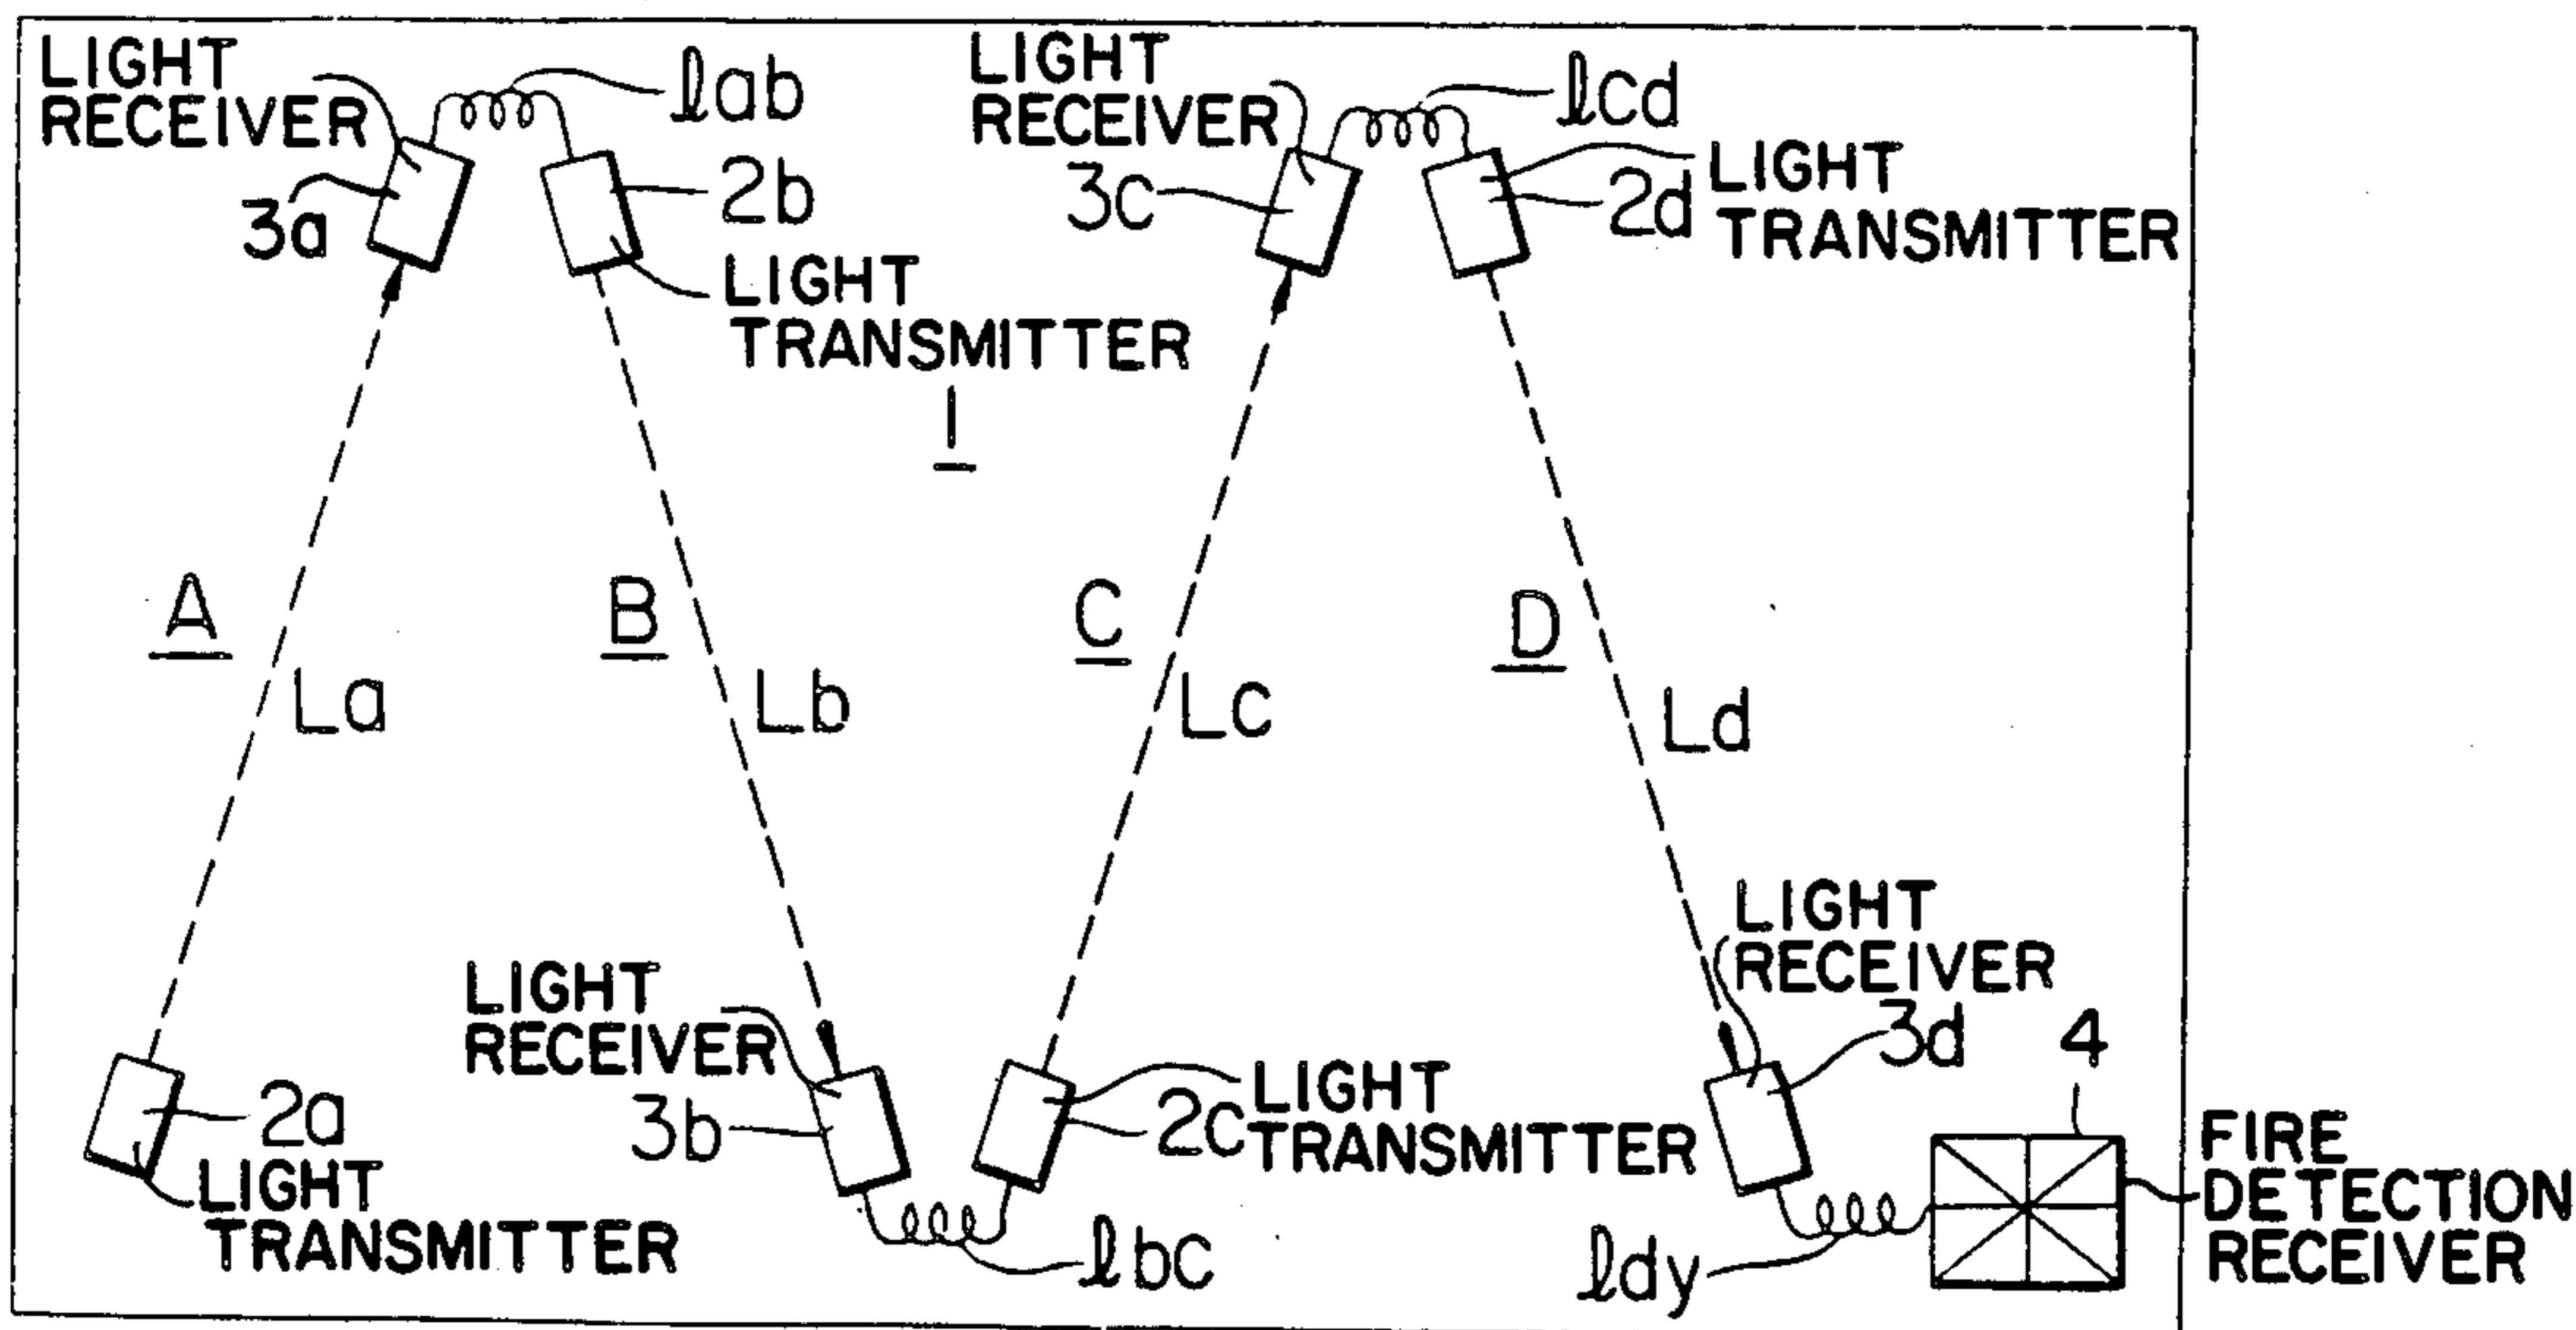 LIGHT
RECEIVER
3a
lab
2b
LIGHT
TRANSMITTER
LIGHT
RECEIVER
3c
lcd
2d
LIGHT
TRANSMITTER
1
A
La
B
Lb
C
Lc
D
Ld
2a
LIGHT
TRANSMITTER
LIGHT
RECEIVER
3b
lbc
2c
LIGHT
TRANSMITTER
LIGHT
RECEIVER
3d
ldy
4
FIRE
DETECTION
RECEIVER